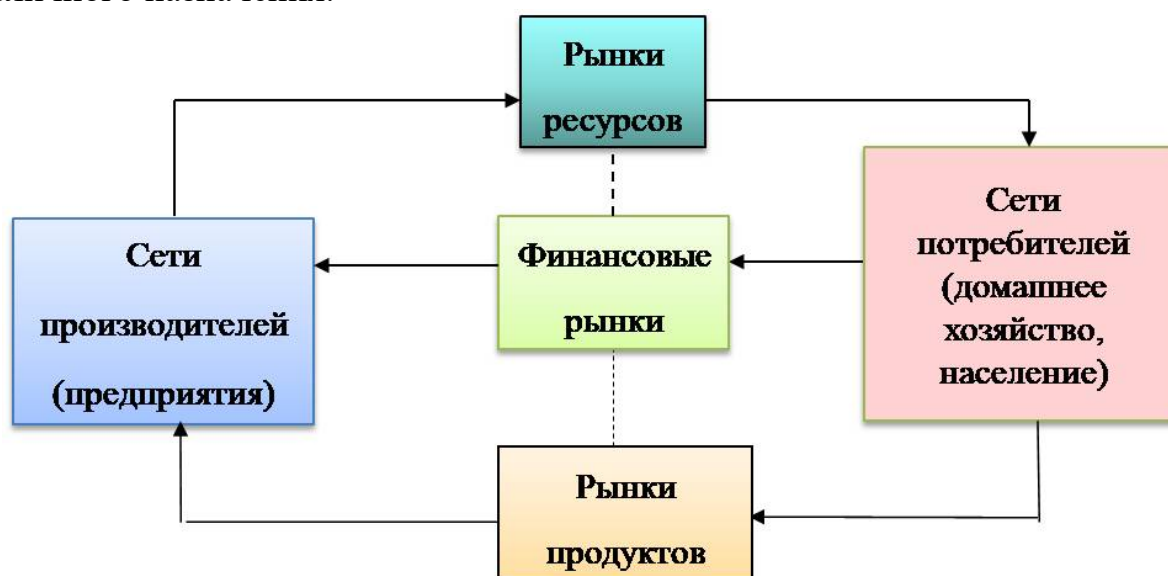 Рынки
ресурсов
Сети
производителей
(предприятия)
Финансовые
рынки
Сети
потребителей
(домашнее
хозяйство,
население)
Рынки
продуктов